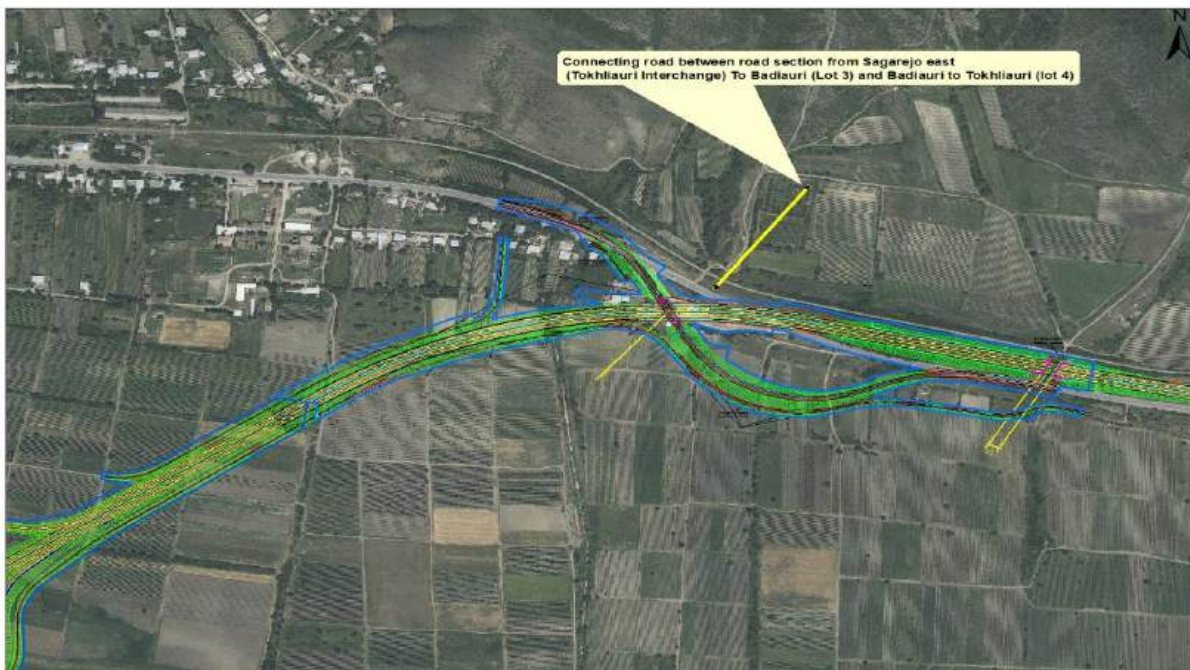 N
Connecting road between road section from Sagarejo east
(Tokhliauri Interchange) To Badiauri (Lot 3) and Badiauri to Tokhliauri (lot 4)